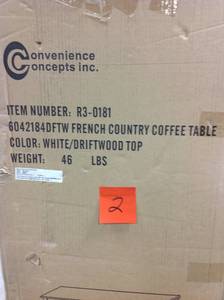 Convenience
Concepts inc.
ITEM NUMBER: R3-0181
6042184DFTW FRENCH COUNTRY COFFEE TABLE
COLOR: WHITE/DRIFTWOOD TOP
WEIGHT: 46 LBS
2